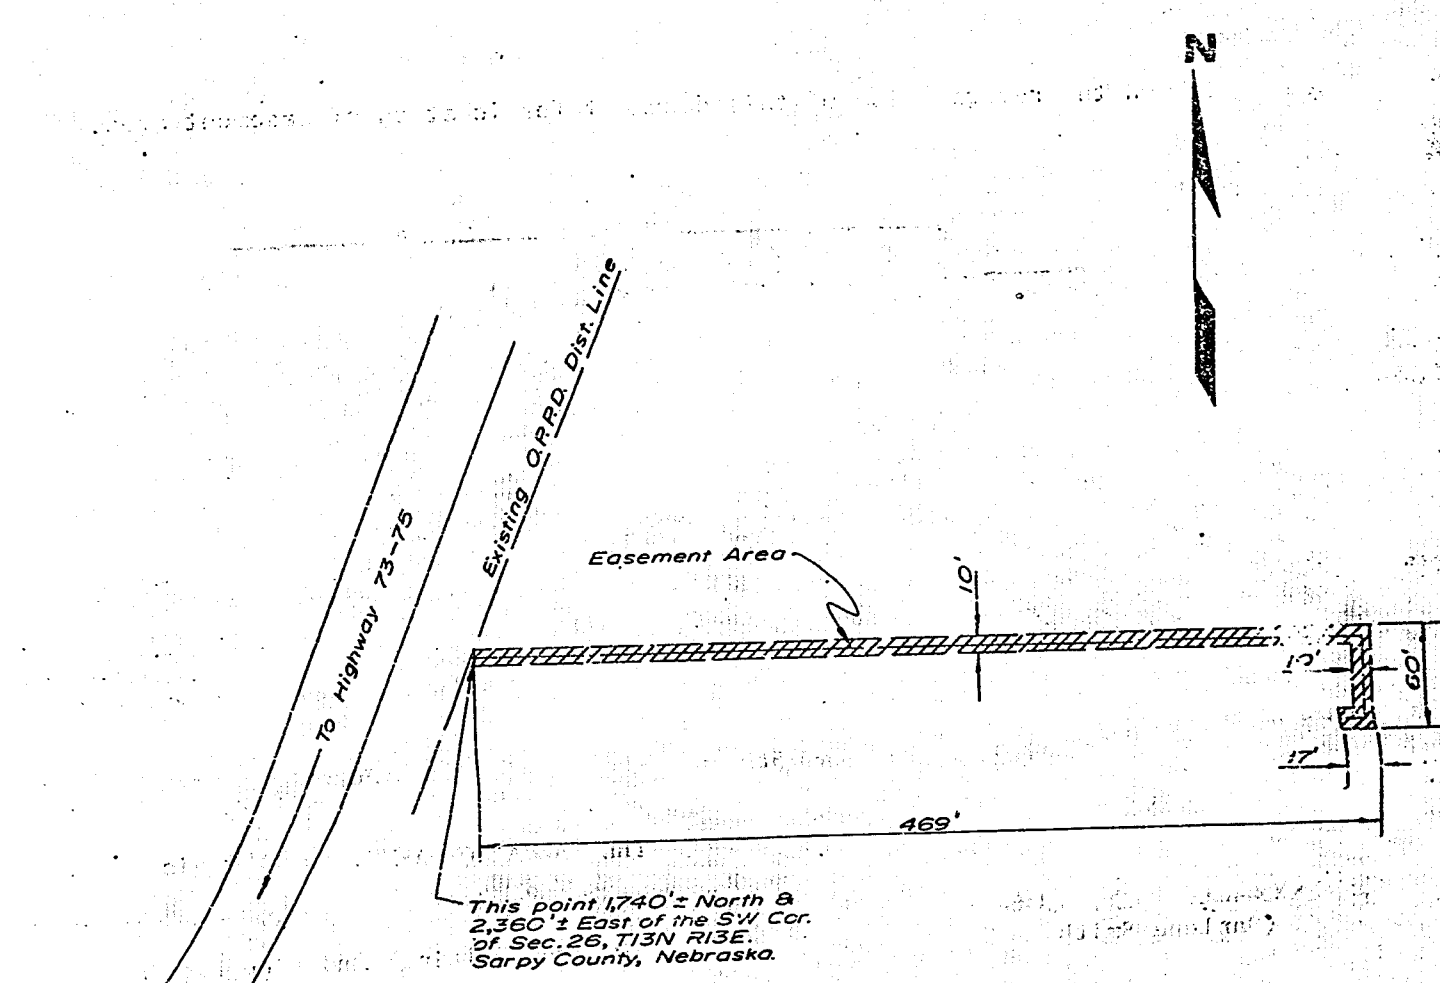 N
Existing O.P.P.D. Dist. Line
To Highway 73-75
Easement Area
10'
10'
60'
17'
469'
This point 1,740'± North &
2,360'± East of the SW Cor.
of Sec. 26, T13N R13E.
Sarpy County, Nebraska.